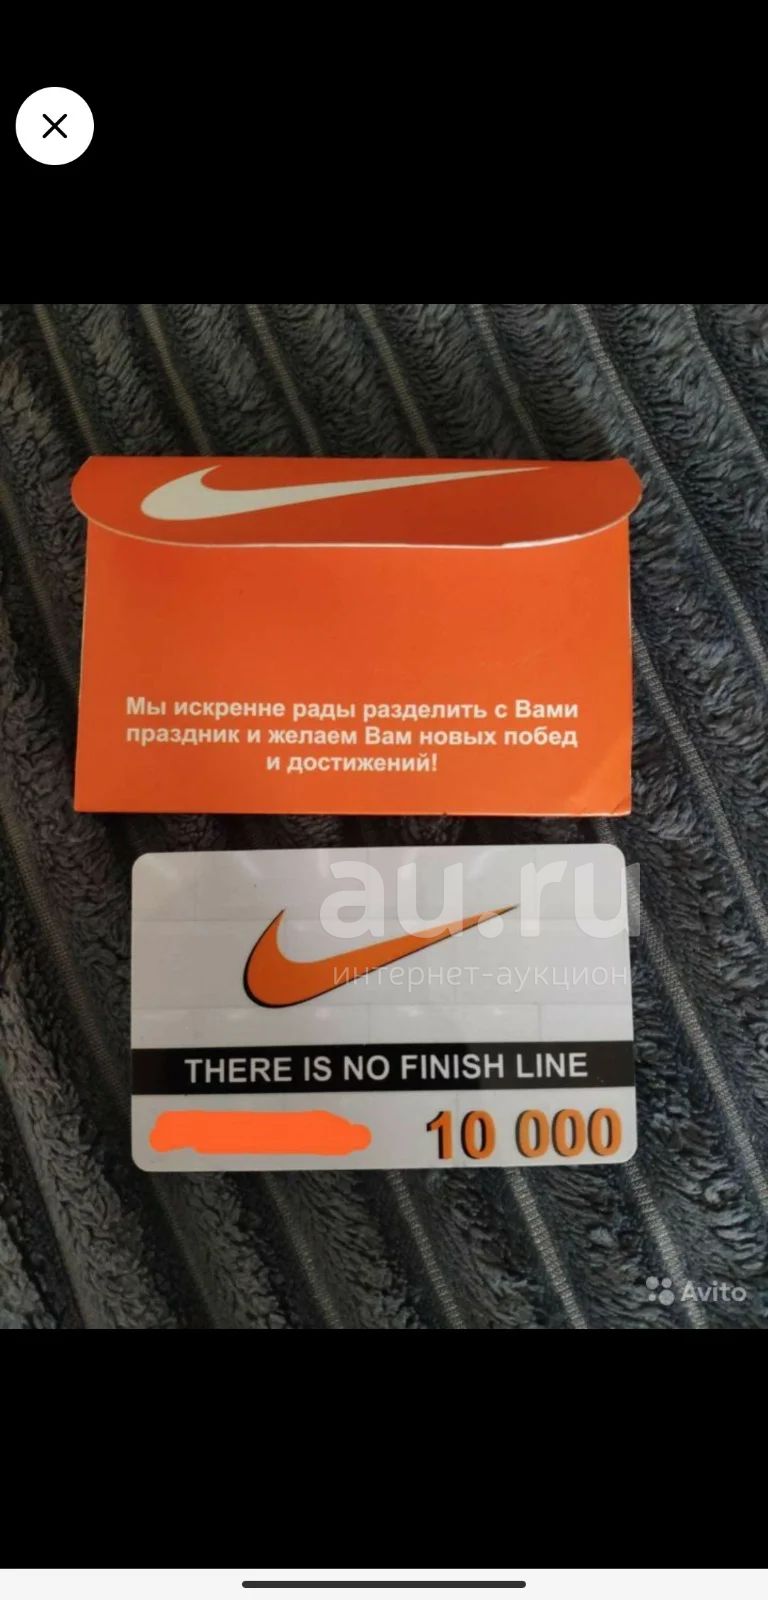 Мы искренне рады разделить с Вами
праздник и желаем Вам новых побед
и достижений!
au.ru
интернет-аукцион
THERE IS NO FINISH LINE
10 000
Avito